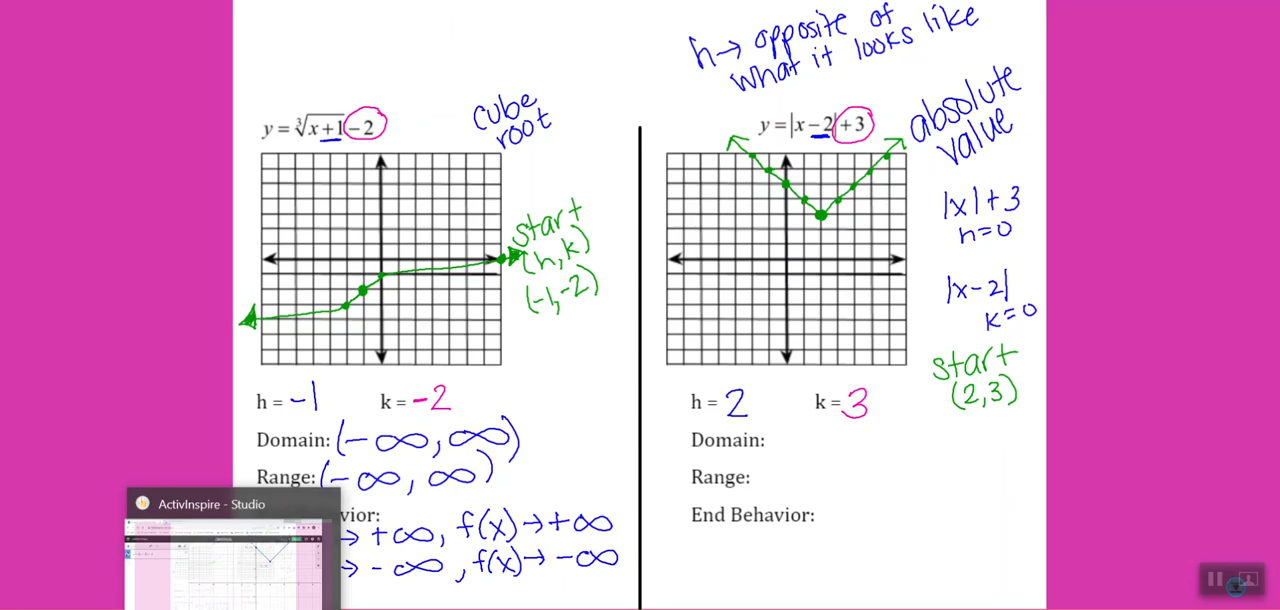 h→ opposite of
what it looks like
y = ∛(x+1) −2
cube
root
start
(h, k)
(-1, -2)
h = -1
k = -2
Domain: (-∞, ∞)
Range: (-∞, ∞)
vior:
→ +∞, f(x) → +∞
→ -∞, f(x) → -∞
ActivInspire - Studio
y = |x−2|+3
absolute
value
|x|+3
h=0
|x-2|
k=0
start
(2,3)
h = 2
k = 3
Domain:
Range:
End Behavior: